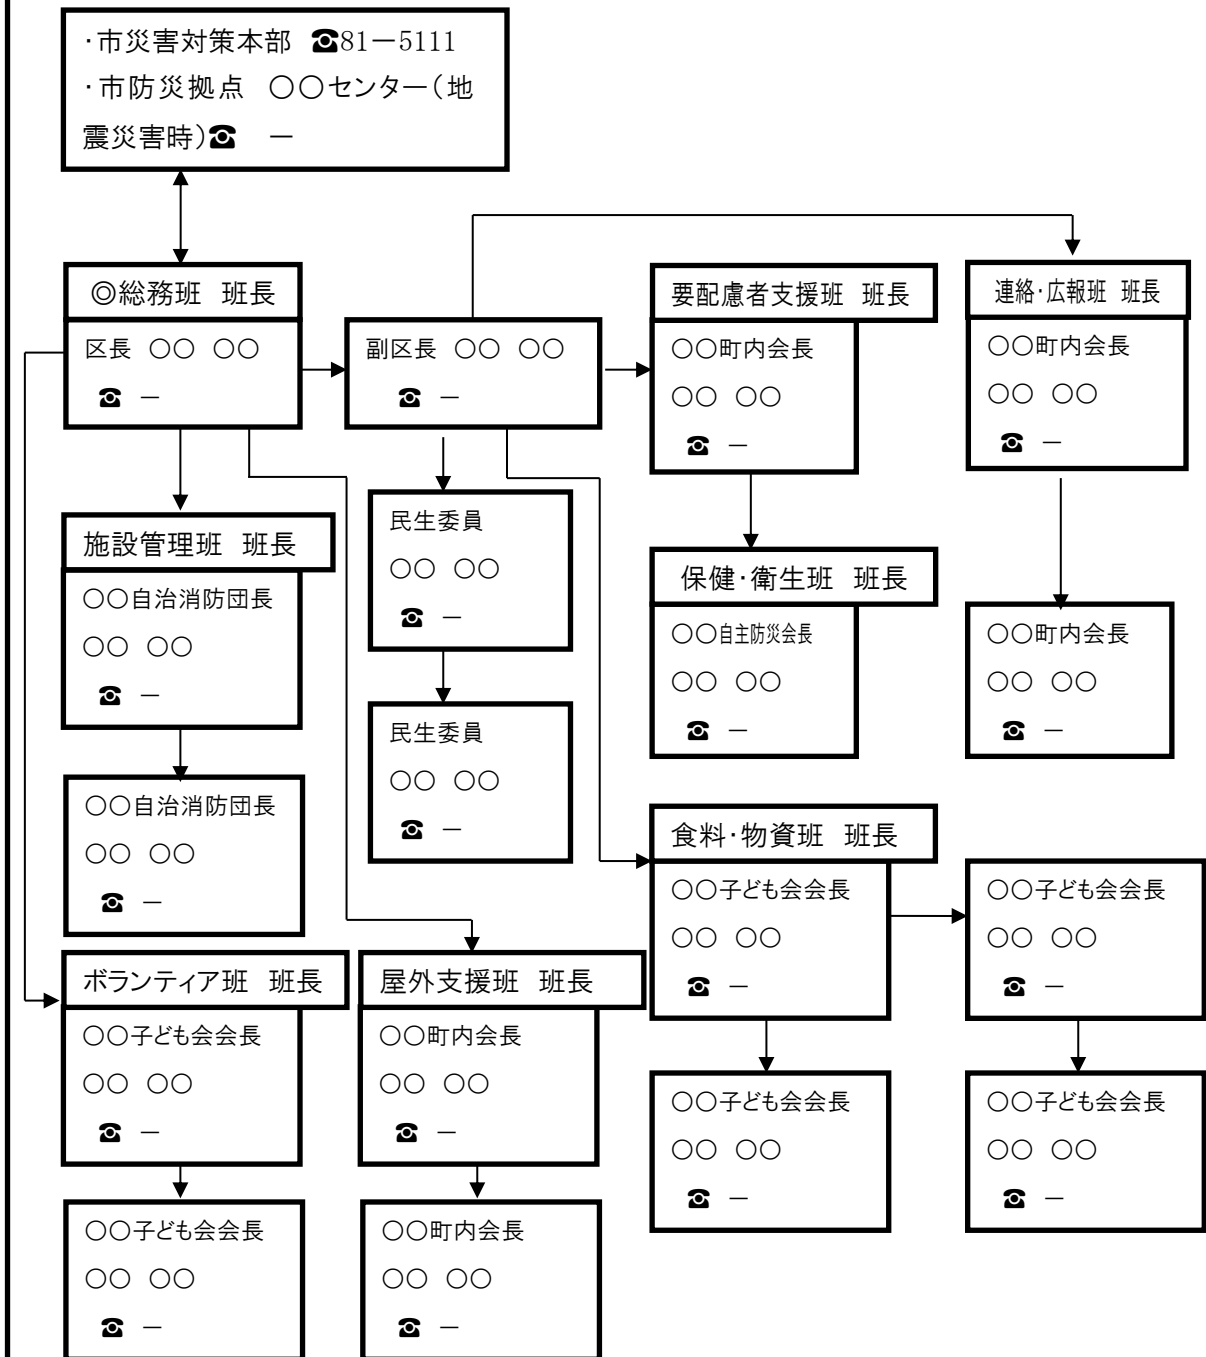 ・市災害対策本部 ☎81－5111
・市防災拠点 ○○センター（地
震災害時）☎ －
◎総務班 班長
区長 ○○ ○○
☎ －
副区長 ○○ ○○
☎ －
要配慮者支援班 班長
○○町内会長
○○ ○○
☎ －
連絡・広報班 班長
○○町内会長
○○ ○○
☎ －
施設管理班 班長
○○自治消防団長
○○ ○○
☎ －
民生委員
○○ ○○
☎ －
保健・衛生班 班長
○○自主防災会長
○○ ○○
☎ －
○○町内会長
○○ ○○
☎ －
民生委員
○○ ○○
☎ －
○○自治消防団長
○○ ○○
☎ －
食料・物資班 班長
○○子ども会会長
○○ ○○
☎ －
○○子ども会会長
○○ ○○
☎ －
ボランティア班 班長
○○子ども会会長
○○ ○○
☎ －
屋外支援班 班長
○○町内会長
○○ ○○
☎ －
○○子ども会会長
○○ ○○
☎ －
○○子ども会会長
○○ ○○
☎ －
○○子ども会会長
○○ ○○
☎ －
○○町内会長
○○ ○○
☎ －